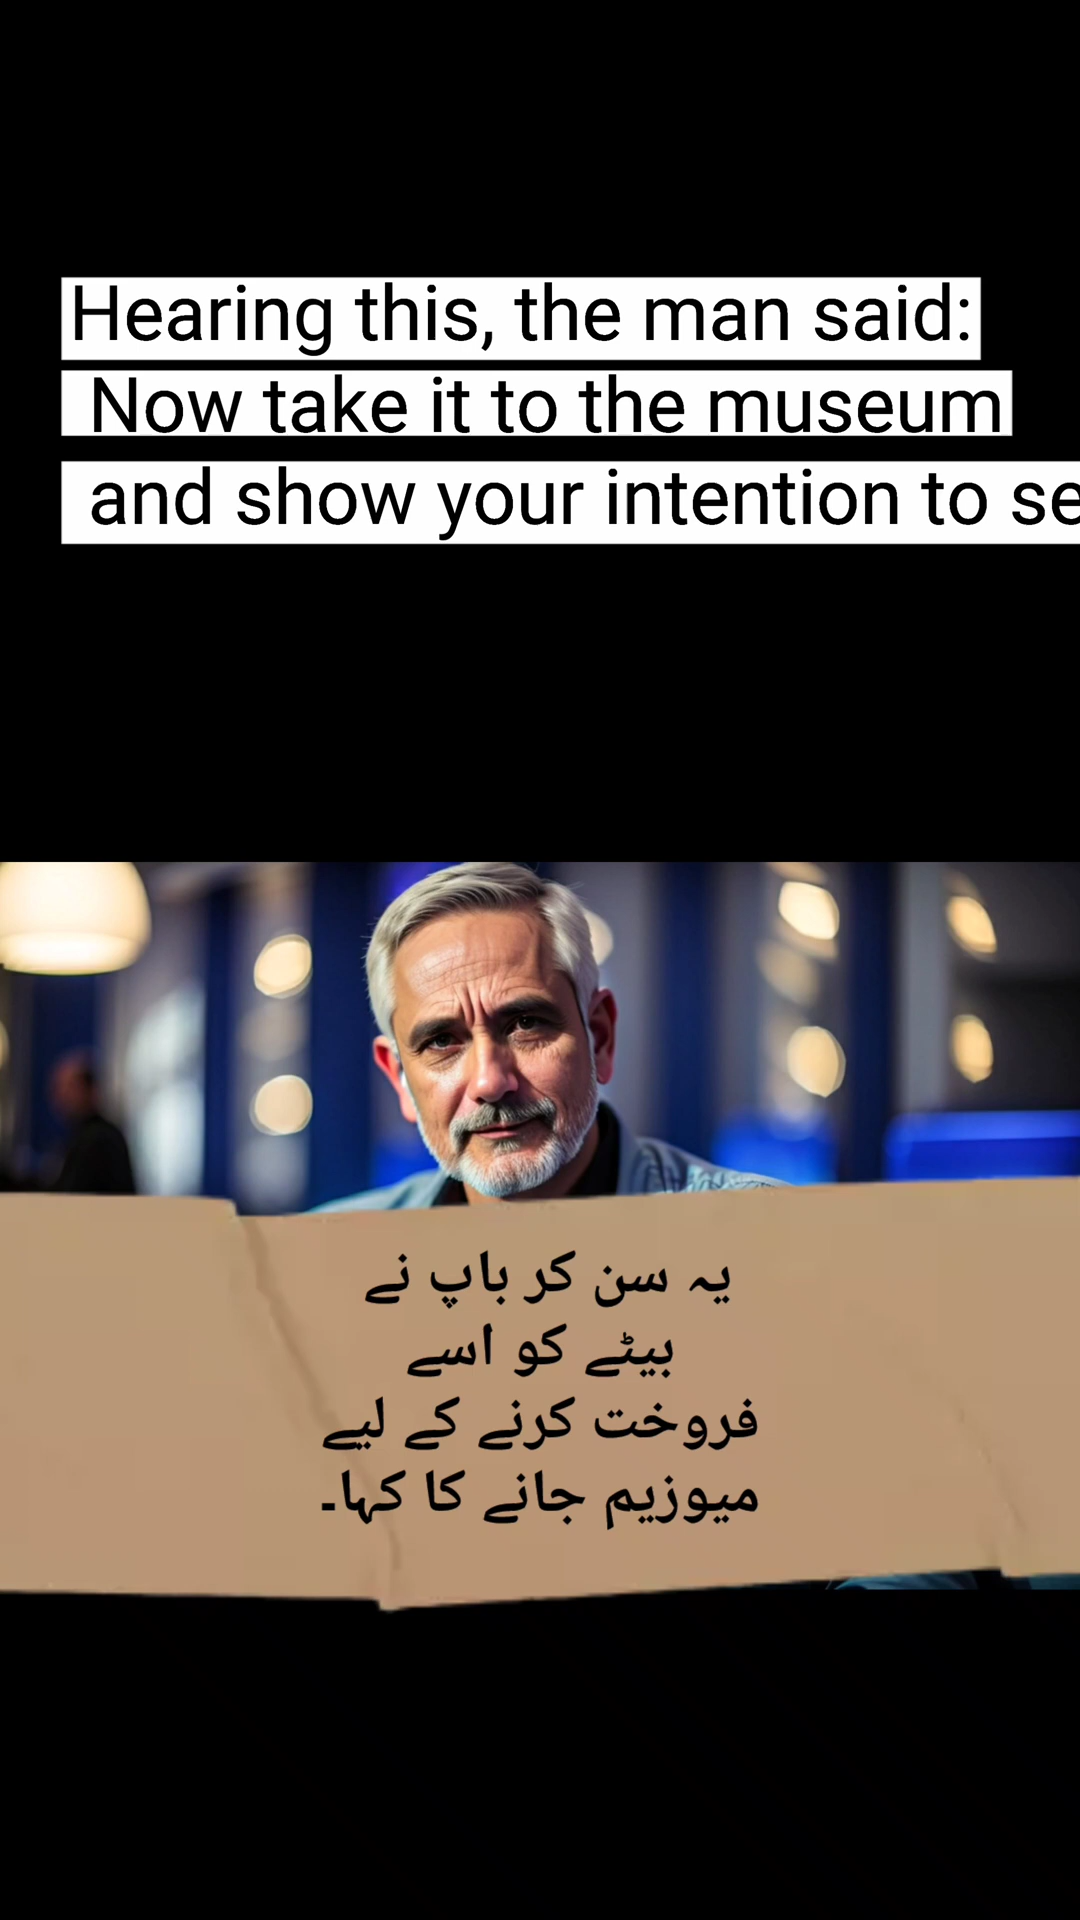 Hearing this, the man said:
Now take it to the museum
and show your intention to se
یہ سن کر باپ نے
بیٹے کو اسے
فروخت کرنے کے لیے
میوزیم جانے کا کہا۔